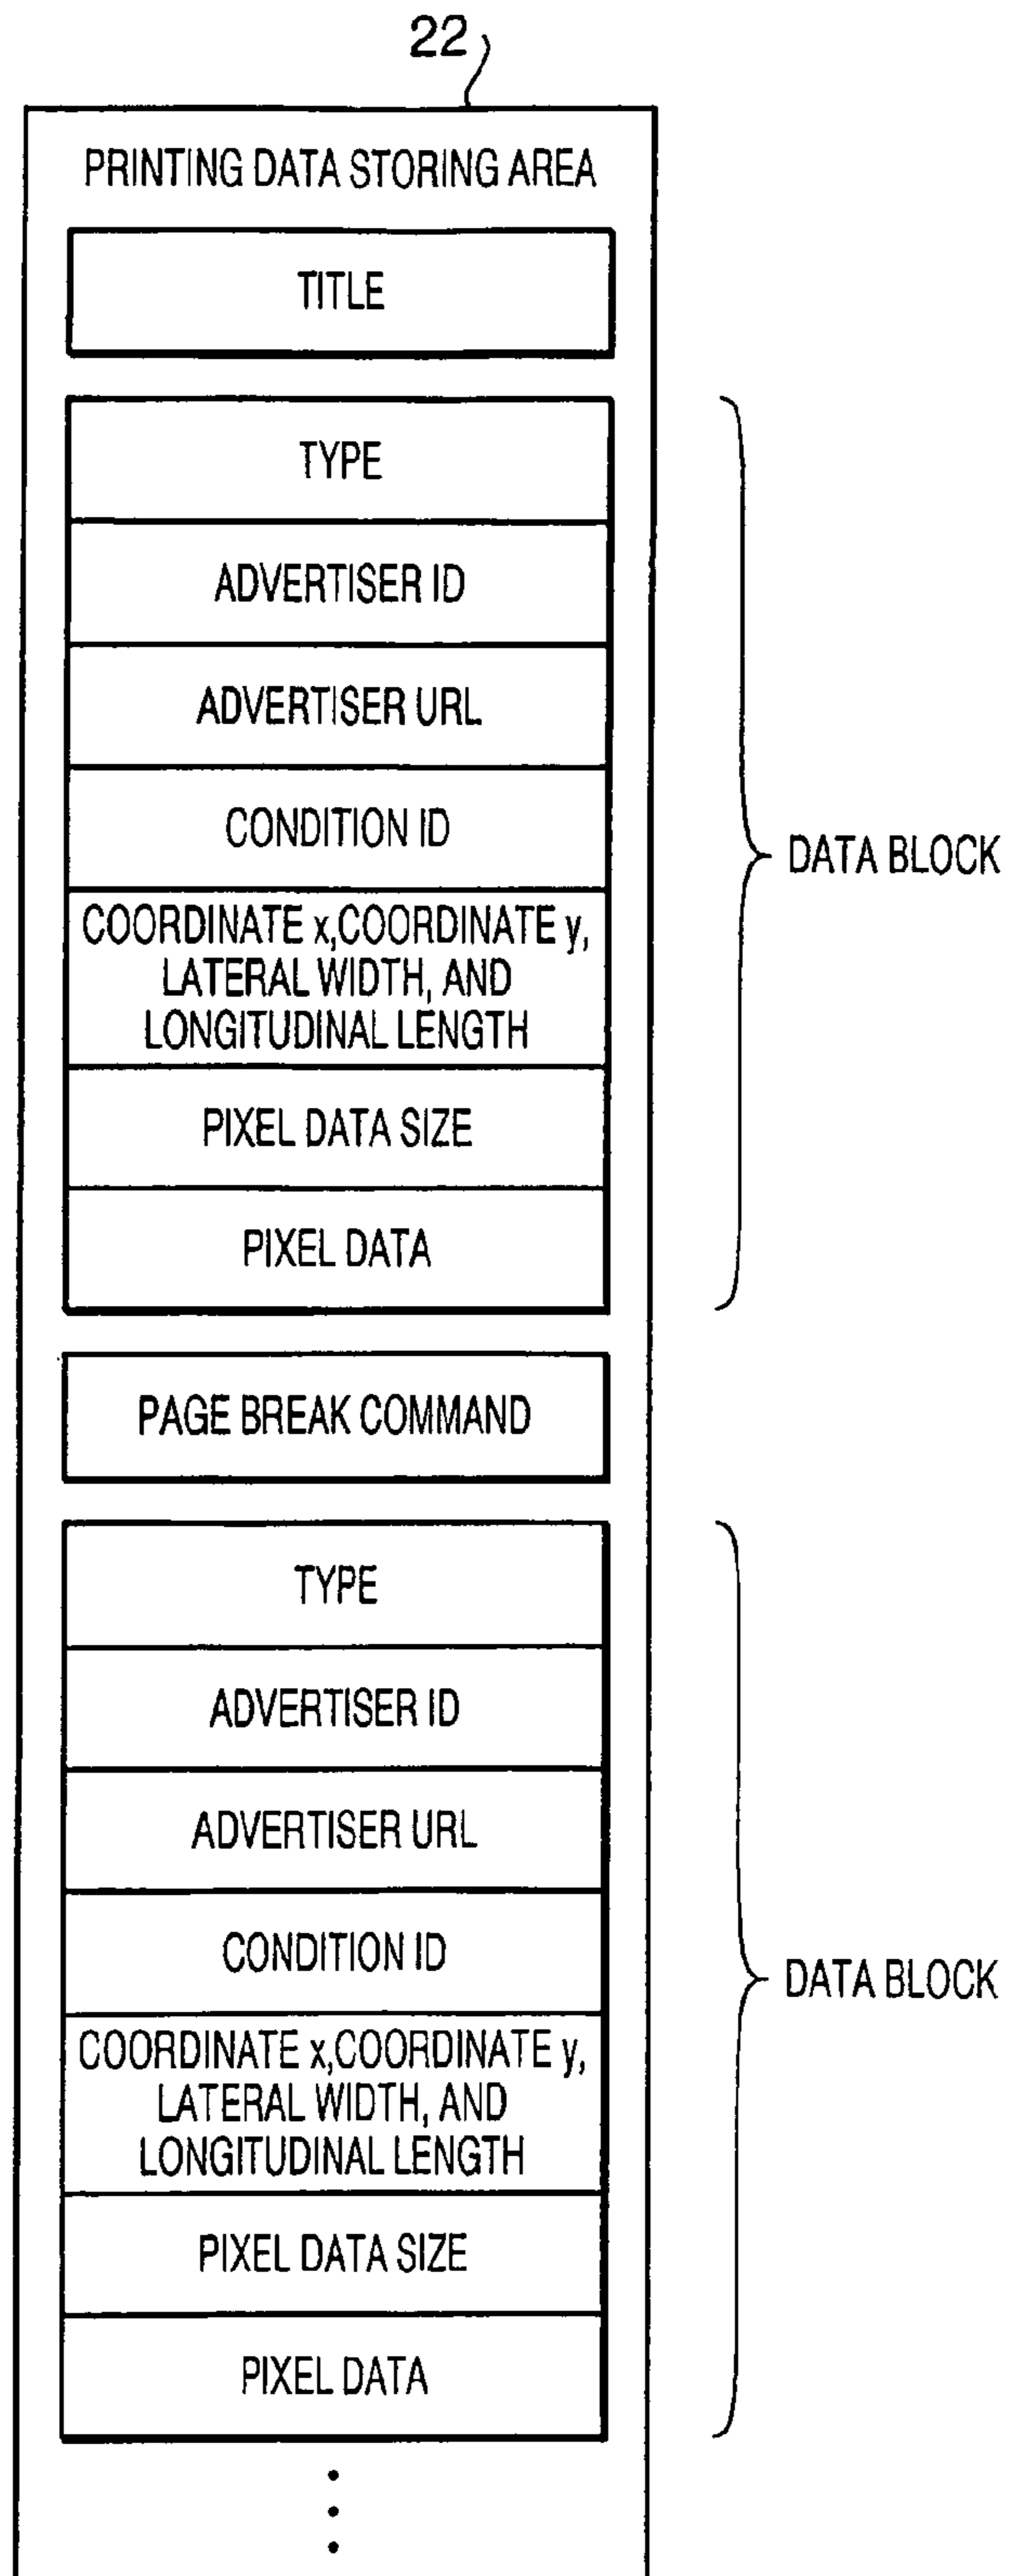 22
PRINTING DATA STORING AREA
TITLE
TYPE
ADVERTISER ID
ADVERTISER URL
CONDITION ID
COORDINATE x,COORDINATE y,
LATERAL WIDTH, AND
LONGITUDINAL LENGTH
PIXEL DATA SIZE
PIXEL DATA
DATA BLOCK
PAGE BREAK COMMAND
TYPE
ADVERTISER ID
ADVERTISER URL
CONDITION ID
COORDINATE x,COORDINATE y,
LATERAL WIDTH, AND
LONGITUDINAL LENGTH
PIXEL DATA SIZE
PIXEL DATA
DATA BLOCK